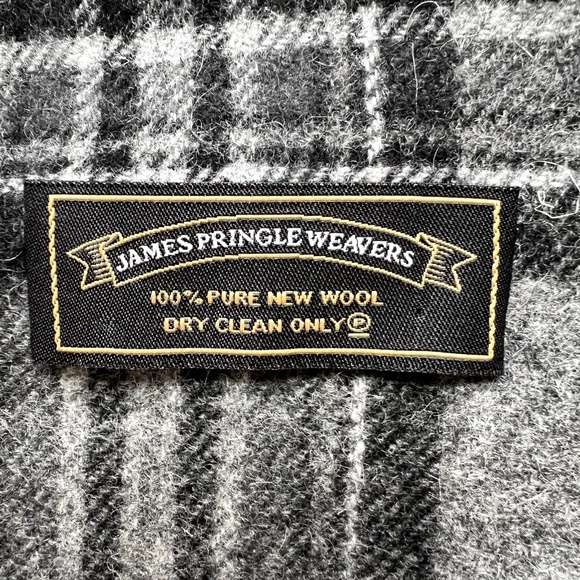 JAMES PRINGLE WEAVERS
100% PURE NEW WOOL
DRY CLEAN ONLY Ⓟ